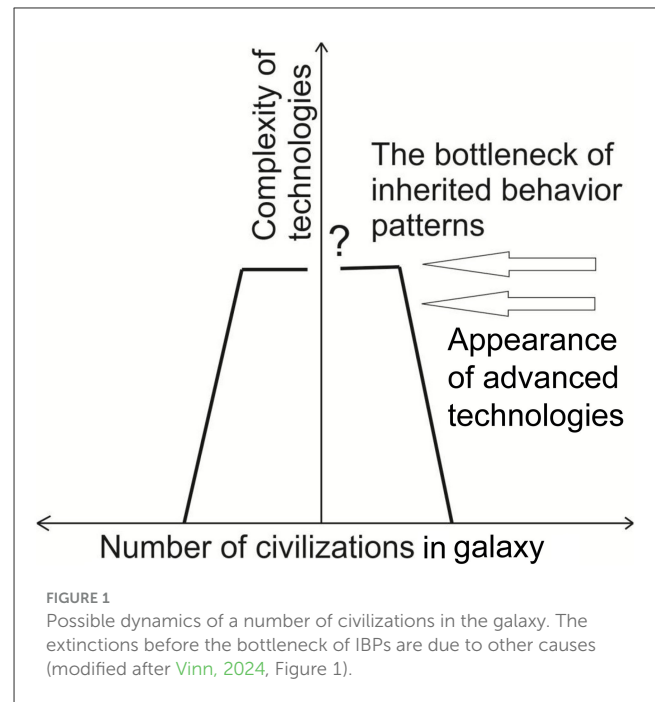 Complexity of
technologies
The bottleneck of
inherited behavior
patterns
?
Appearance
of advanced
technologies
Number of civilizations in galaxy
FIGURE 1
Possible dynamics of a number of civilizations in the galaxy. The
extinctions before the bottleneck of IBPs are due to other causes
(modified after Vinn, 2024, Figure 1).